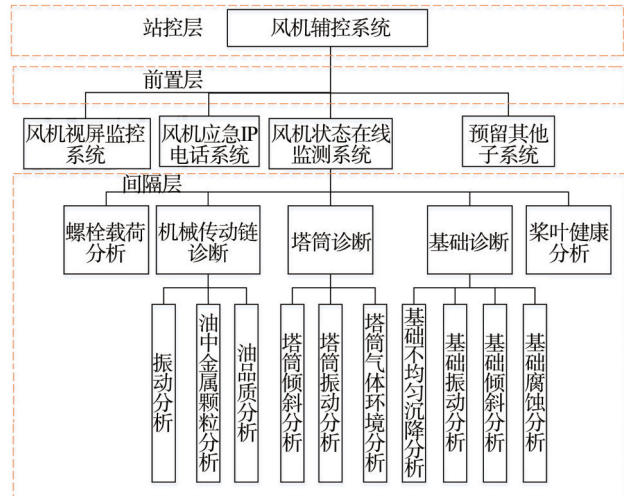 站控层
风机辅控系统
前置层
风机视屏监控
系统
风机应急IP
电话系统
风机状态在线
监测系统
预留其他
子系统
间隔层
螺栓载荷
分析
机械传动链
诊断
塔筒诊断
基础诊断
桨叶健康
分析
振动分析
油中金属颗粒分析
油品质分析
塔筒倾斜分析
塔筒振动分析
塔筒气体环境分析
基础不均匀沉降分析
基础振动分析
基础倾斜分析
基础腐蚀分析